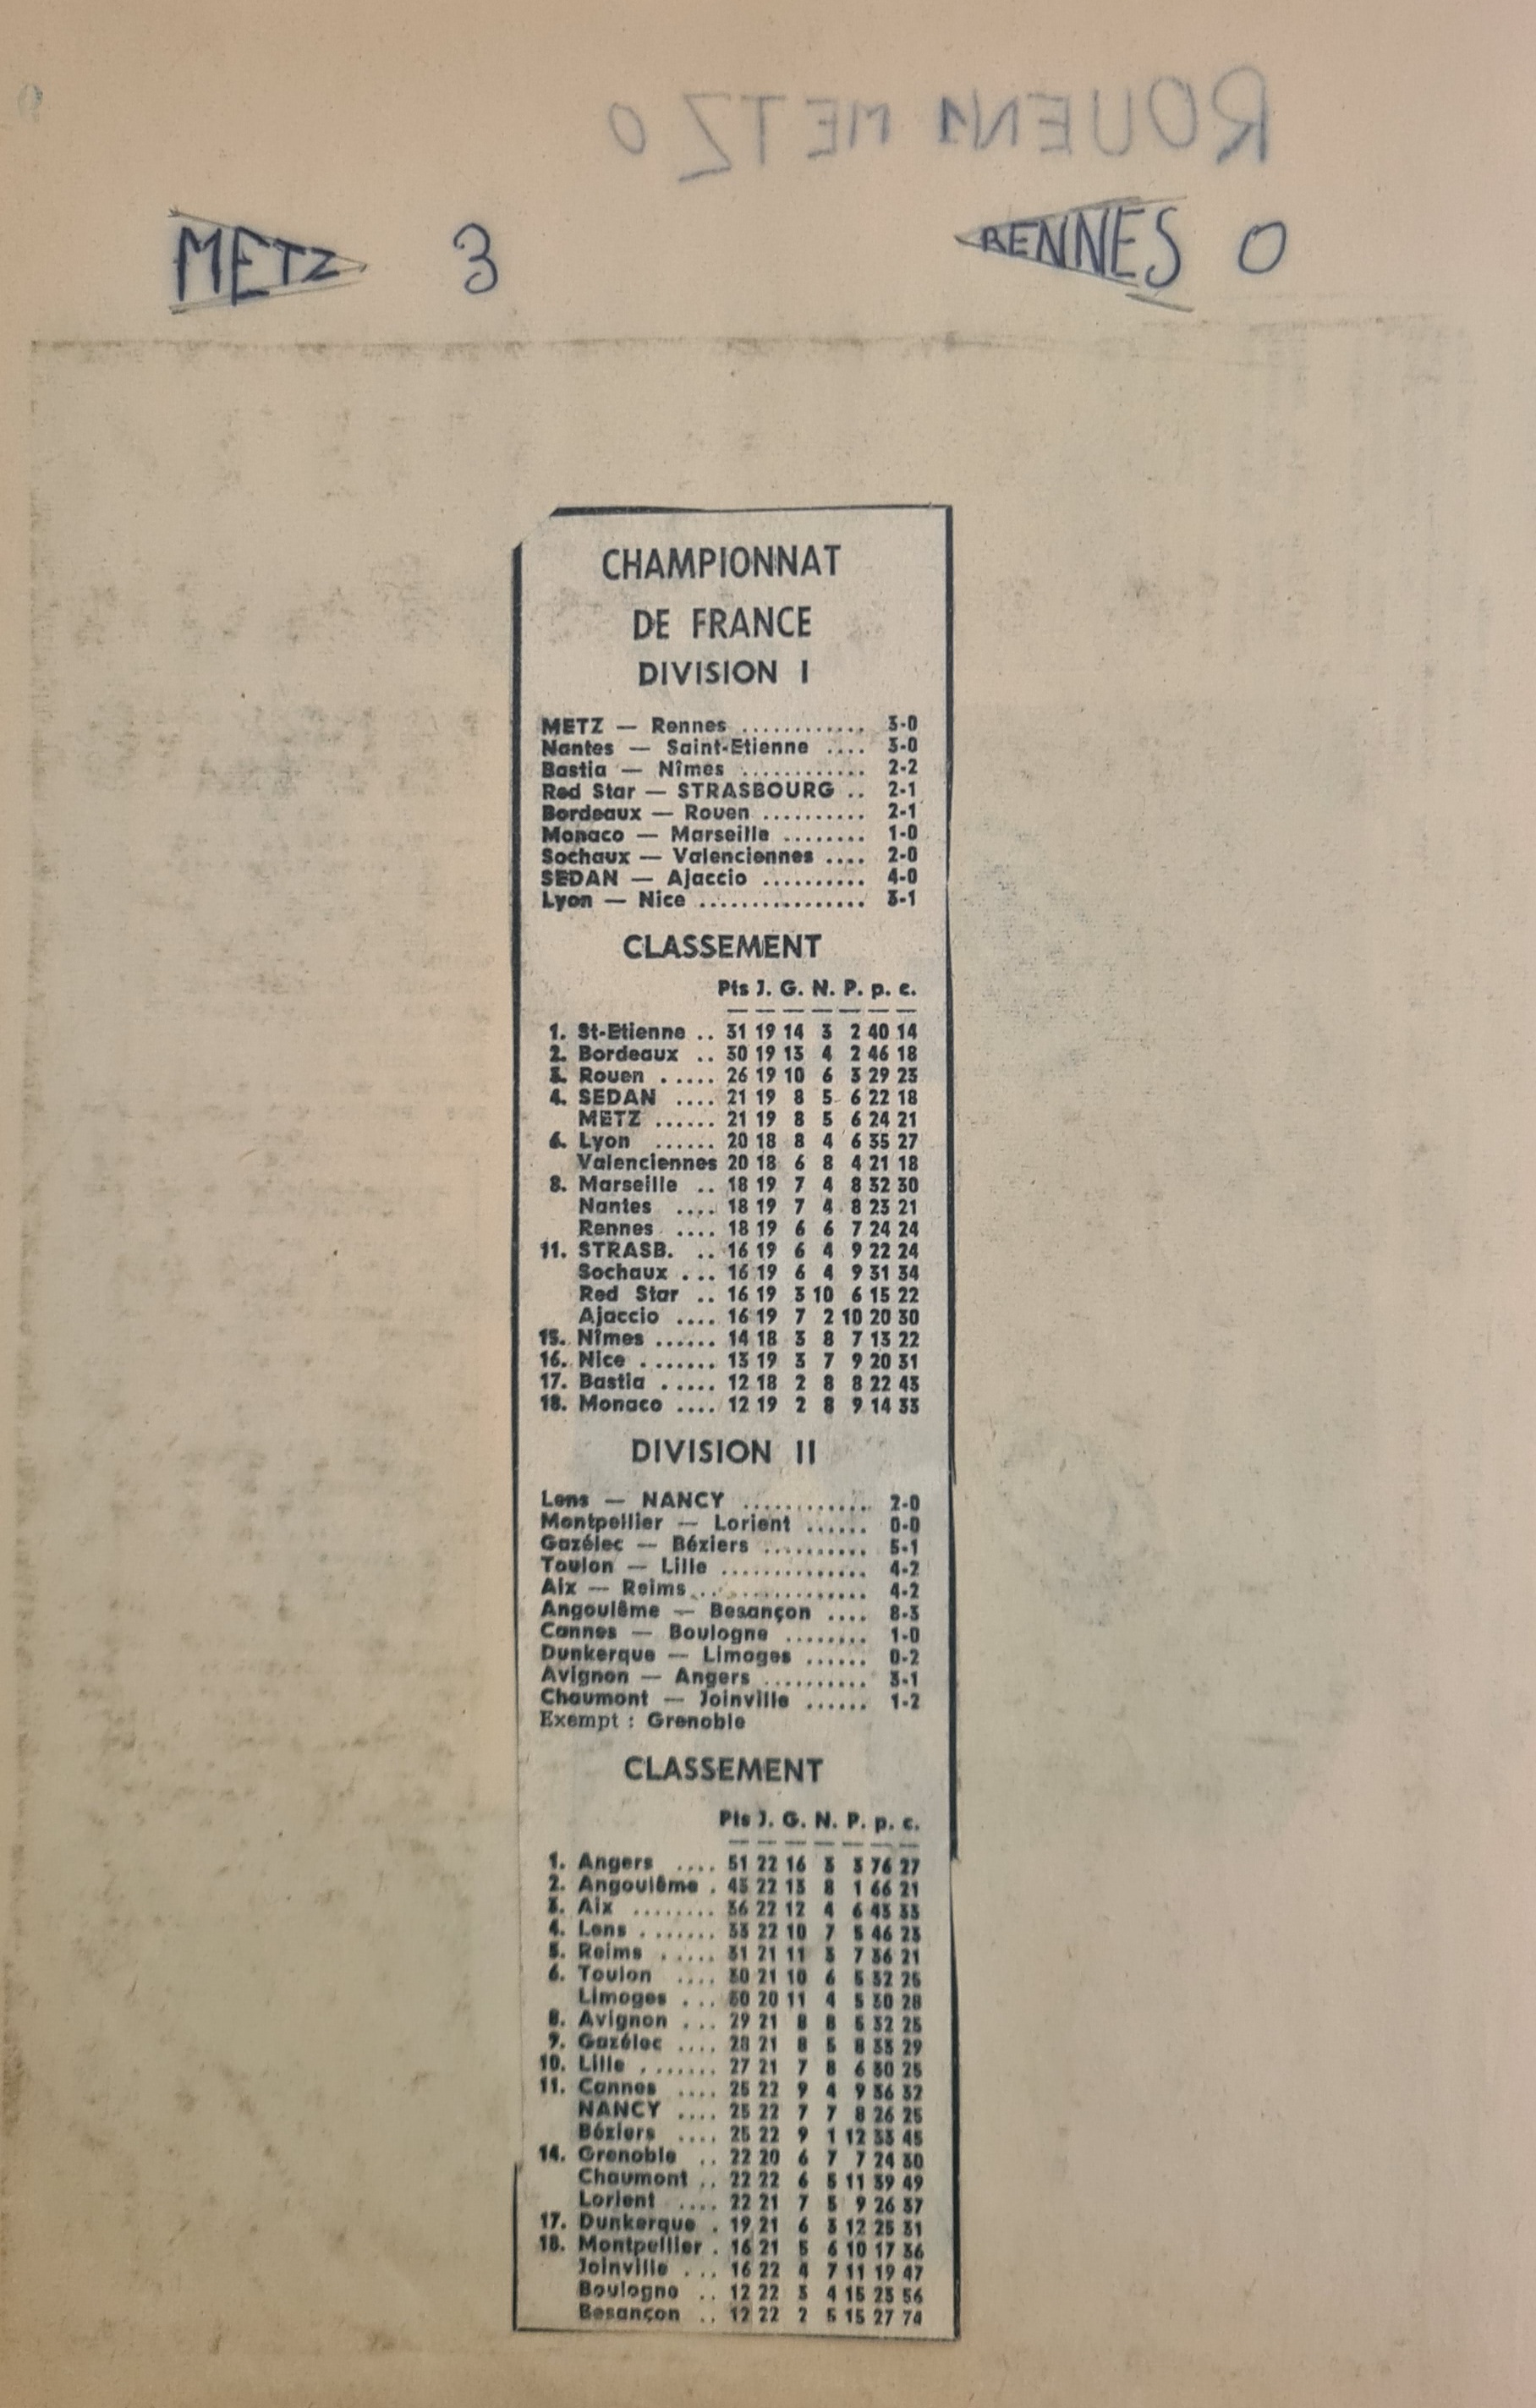 ROUEN 1 METZ 0
METZ 3 RENNES 0
CHAMPIONNAT
DE FRANCE
DIVISION I
METZ — Rennes ............ 3-0
Nantes — Saint-Etienne .... 3-0
Bastia — Nîmes ............ 2-2
Red Star — STRASBOURG .. 2-1
Bordeaux — Rouen .......... 2-1
Monaco — Marseille ........ 1-0
Sochaux — Valenciennes .... 2-0
SEDAN — Ajaccio .......... 4-0
Lyon — Nice ................ 3-1
CLASSEMENT
Pts J. G. N. P. p. c.
1. St-Etienne .. 31 19 14 3 2 40 14
2. Bordeaux .. 30 19 13 4 2 46 18
3. Rouen ..... 26 19 10 6 3 29 23
4. SEDAN .... 21 19 8 5 6 22 18
METZ ...... 21 19 8 5 6 24 21
6. Lyon ...... 20 18 8 4 6 35 27
Valenciennes 20 18 6 8 4 21 18
8. Marseille .. 18 19 7 4 8 32 30
Nantes .... 18 19 7 4 8 23 21
Rennes .... 18 19 6 6 7 24 24
11. STRASB. .. 16 19 6 4 9 22 24
Sochaux ... 16 19 6 4 9 31 34
Red Star .. 16 19 3 10 6 15 22
Ajaccio .... 16 19 7 2 10 20 30
15. Nîmes ...... 14 18 3 8 7 13 22
16. Nice ....... 13 19 3 7 9 20 31
17. Bastia ..... 12 18 2 8 8 22 43
18. Monaco .... 12 19 2 8 9 14 33
DIVISION II
Lens — NANCY ............ 2-0
Montpellier — Lorient ...... 0-0
Gazélec — Béziers .......... 5-1
Toulon — Lille .............. 4-2
Aix — Reims ................ 4-2
Angoulême — Besançon .... 8-3
Cannes — Boulogne ........ 1-0
Dunkerque — Limoges ...... 0-2
Avignon — Angers .......... 3-1
Chaumont — Joinville ...... 1-2
Exempt : Grenoble
CLASSEMENT
Pts J. G. N. P. p. c.
1. Angers .... 51 22 16 3 3 76 27
2. Angoulême . 43 22 13 8 1 66 21
3. Aix ........ 36 22 12 4 6 43 33
4. Lens ....... 33 22 10 7 5 46 23
5. Reims ..... 31 21 11 3 7 36 21
6. Toulon .... 30 21 10 6 5 32 25
Limoges ... 30 20 11 4 5 30 28
8. Avignon ... 29 21 8 8 5 32 25
9. Gazélec .... 28 21 8 5 8 33 29
10. Lille ....... 27 21 7 8 6 30 25
11. Cannes .... 25 22 9 4 9 36 32
NANCY .... 25 22 7 7 8 26 25
Béziers .... 25 22 9 1 12 33 45
14. Grenoble .. 22 20 6 7 7 24 30
Chaumont .. 22 22 6 5 11 39 49
Lorient .... 22 21 7 5 9 26 37
17. Dunkerque . 19 21 6 3 12 25 31
18. Montpellier . 16 21 5 6 10 17 36
Joinville ... 16 22 4 7 11 19 47
Boulogne .. 12 22 3 4 15 23 56
Besançon .. 12 22 2 5 15 27 74